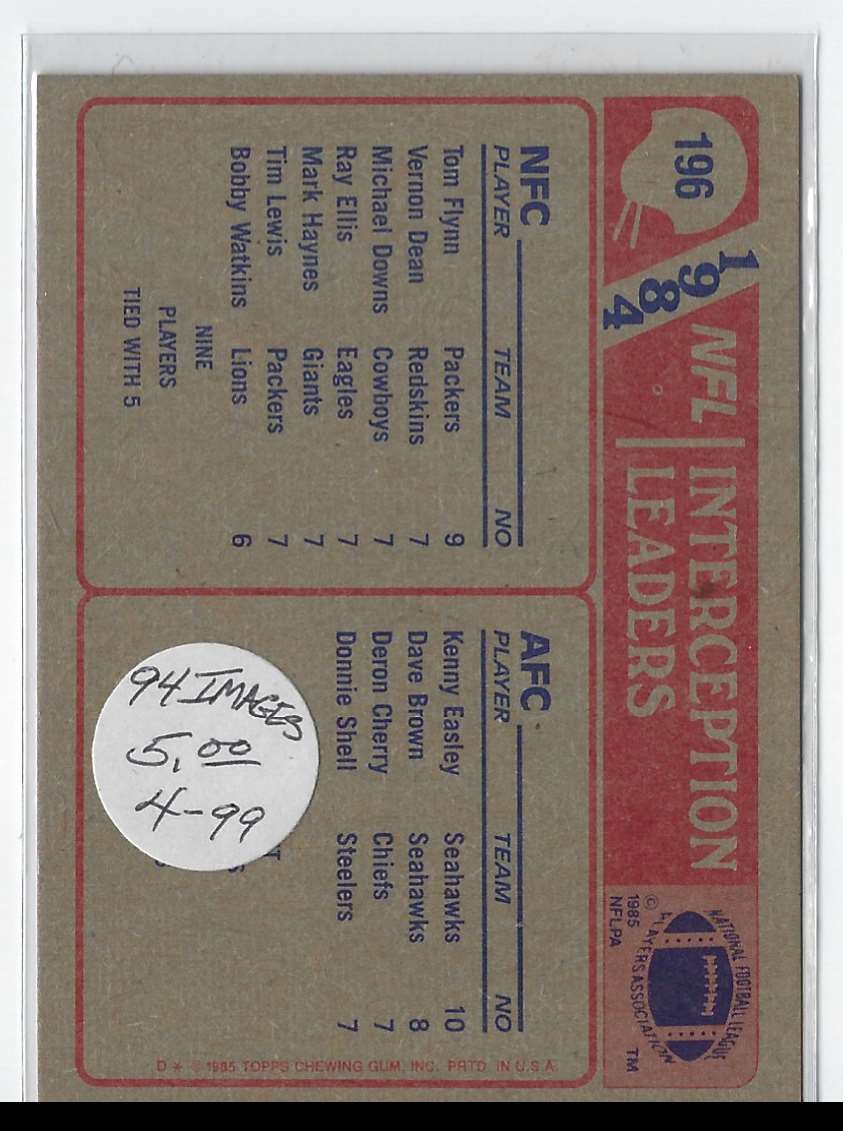 196
1984
NFL INTERCEPTION
LEADERS
NATIONAL FOOTBALL LEAGUE
PLAYERS ASSOCIATION
TM
© 1985
NFLPA
NFC
PLAYER TEAM NO
Tom Flynn Packers 9
Vernon Dean Redskins 7
Michael Downs Cowboys 7
Ray Ellis Eagles 7
Mark Haynes Giants 7
Tim Lewis Packers 7
Bobby Watkins Lions 6
NINE
PLAYERS
TIED WITH 5
AFC
PLAYER TEAM NO
Kenny Easley Seahawks 10
Dave Brown Seahawks 8
Deron Cherry Chiefs 7
Donnie Shell Steelers 7
94 IMAGES
5.00
4-99
D * © 1985 TOPPS CHEWING GUM, INC. PRTD. IN U.S.A.